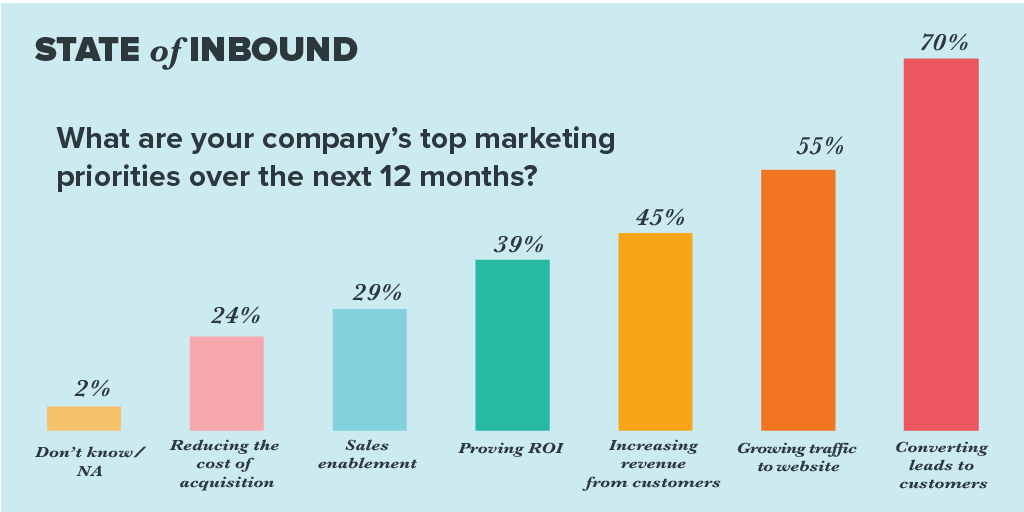 STATE of INBOUND
What are your company's top marketing
priorities over the next 12 months?
2%
24%
29%
39%
45%
55%
70%
Don't know/
NA
Reducing the
cost of
acquisition
Sales
enablement
Proving ROI
Increasing
revenue
from customers
Growing traffic
to website
Converting
leads to
customers